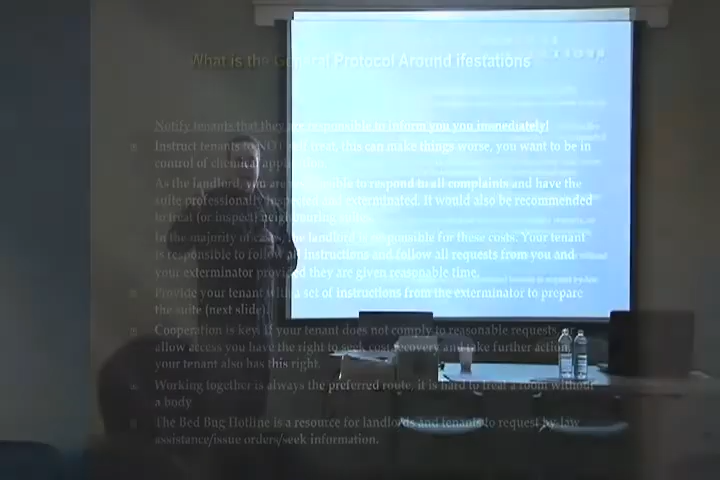 What is the General Protocol Around ifestations
Notify tenants that they are responsible to inform you you immediately!
Instruct tenants to NOT treat, this can make things worse, you want to be in
control of chemical
As the landlord, you are responsible to respond to all complaints and have the
suite professionally inspected and exterminated. It would also be recommended
to treat (or inspect) neighbouring
In the majority of cases, the landlord is responsible for these costs. Your tenant
is responsible to follow all instructions and follow all requests from you and
your exterminator provided they are given reasonable time.
Provide your tenant with a set of instructions from the exterminator to prepare
the suite (next slide).
Cooperation is key if your tenant does not comply to reasonable requests, or
allow access you have the right to seek cost recovery and take further action,
your tenant also has this right.
Working together is always the preferred route, it is hard to treat a room without
a body
The Bed Bug Hotline is a resource for landlords and tenants to request by law
assistance/issue orders/seek information.